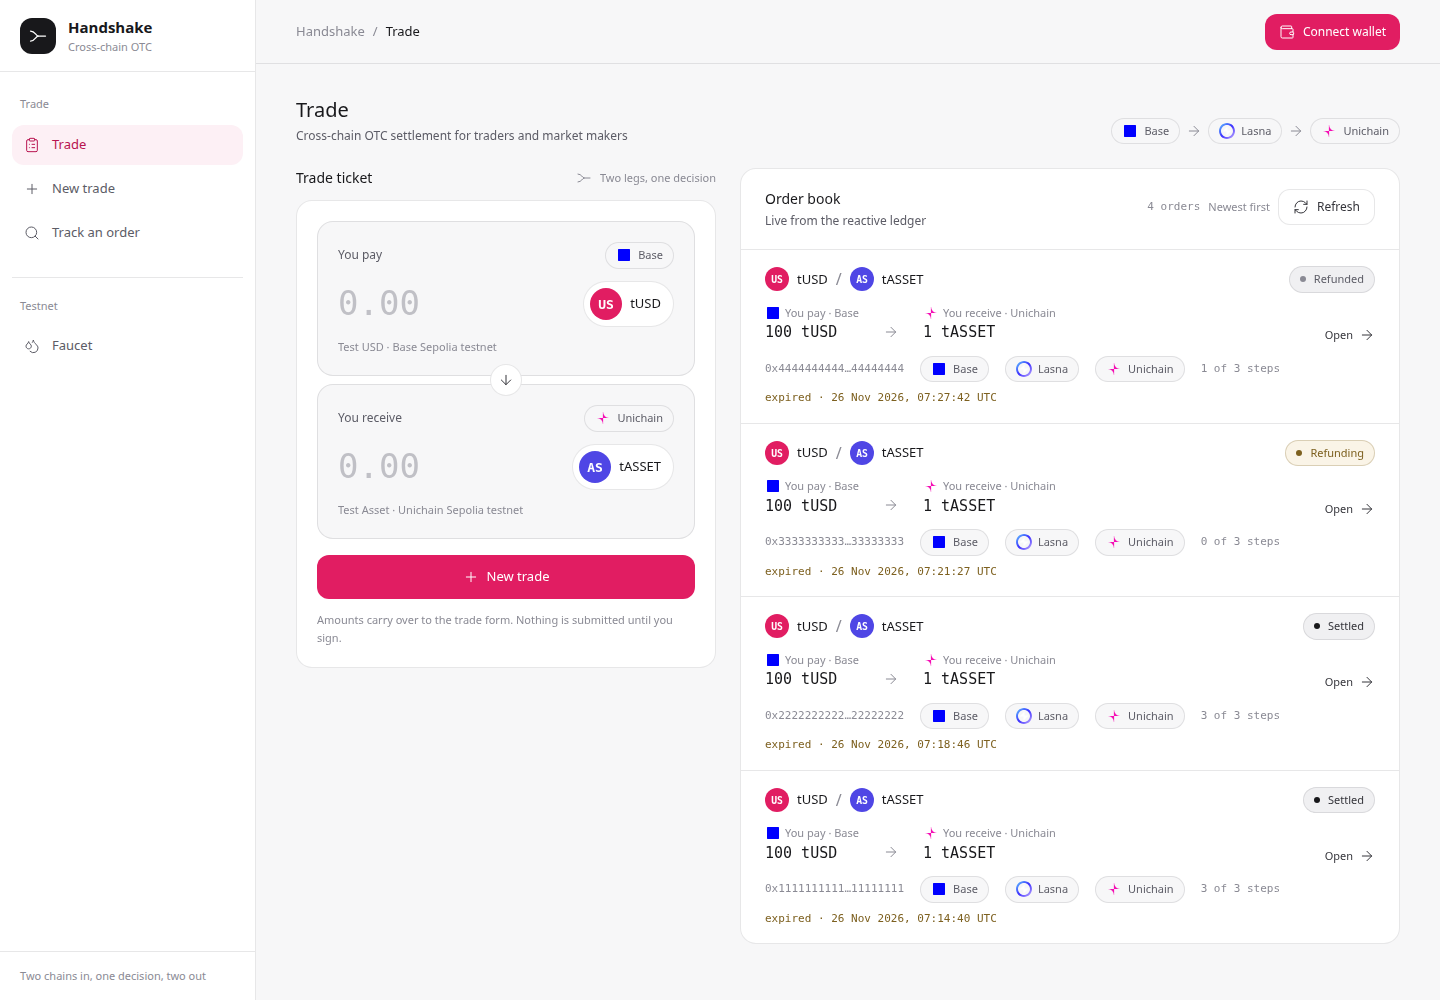 Handshake
Cross-chain OTC
Trade
Trade
New trade
Track an order
Testnet
Faucet
Two chains in, one decision, two out
Handshake / Trade
Connect wallet
Trade
Cross-chain OTC settlement for traders and market makers
Base
Lasna
Unichain
Trade ticket
Two legs, one decision
You pay
Base
0.00
US tUSD
Test USD · Base Sepolia testnet
You receive
Unichain
0.00
AS tASSET
Test Asset · Unichain Sepolia testnet
New trade
Amounts carry over to the trade form. Nothing is submitted until you
sign.
Order book
Live from the reactive ledger
4 orders Newest first
Refresh
US tUSD / AS tASSET
Refunded
You pay · Base You receive · Unichain
100 tUSD 1 tASSET
Open
0x4444444444…44444444 Base Lasna Unichain 1 of 3 steps
expired · 26 Nov 2026, 07:27:42 UTC
US tUSD / AS tASSET
Refunding
You pay · Base You receive · Unichain
100 tUSD 1 tASSET
Open
0x3333333333…33333333 Base Lasna Unichain 0 of 3 steps
expired · 26 Nov 2026, 07:21:27 UTC
US tUSD / AS tASSET
Settled
You pay · Base You receive · Unichain
100 tUSD 1 tASSET
Open
0x2222222222…22222222 Base Lasna Unichain 3 of 3 steps
expired · 26 Nov 2026, 07:18:46 UTC
US tUSD / AS tASSET
Settled
You pay · Base You receive · Unichain
100 tUSD 1 tASSET
Open
0x1111111111…11111111 Base Lasna Unichain 3 of 3 steps
expired · 26 Nov 2026, 07:14:40 UTC